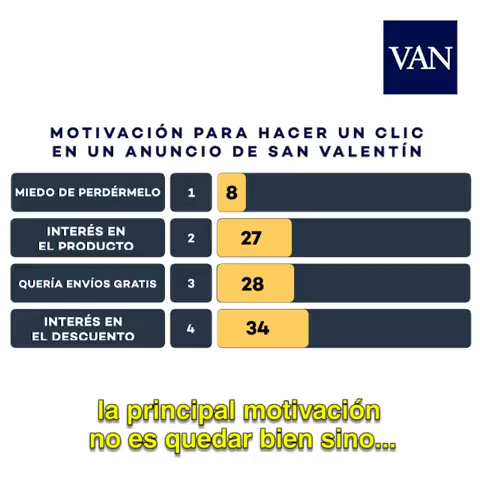 VAN
MOTIVACIÓN PARA HACER UN CLIC
EN UN ANUNCIO DE SAN VALENTÍN
MIEDO DE PERDÉRMELO 1 8
INTERÉS EN
EL PRODUCTO 2 27
QUERÍA ENVÍOS GRATIS 3 28
INTERÉS EN
EL DESCUENTO 4 34
la principal motivación
no es quedar bien sino...